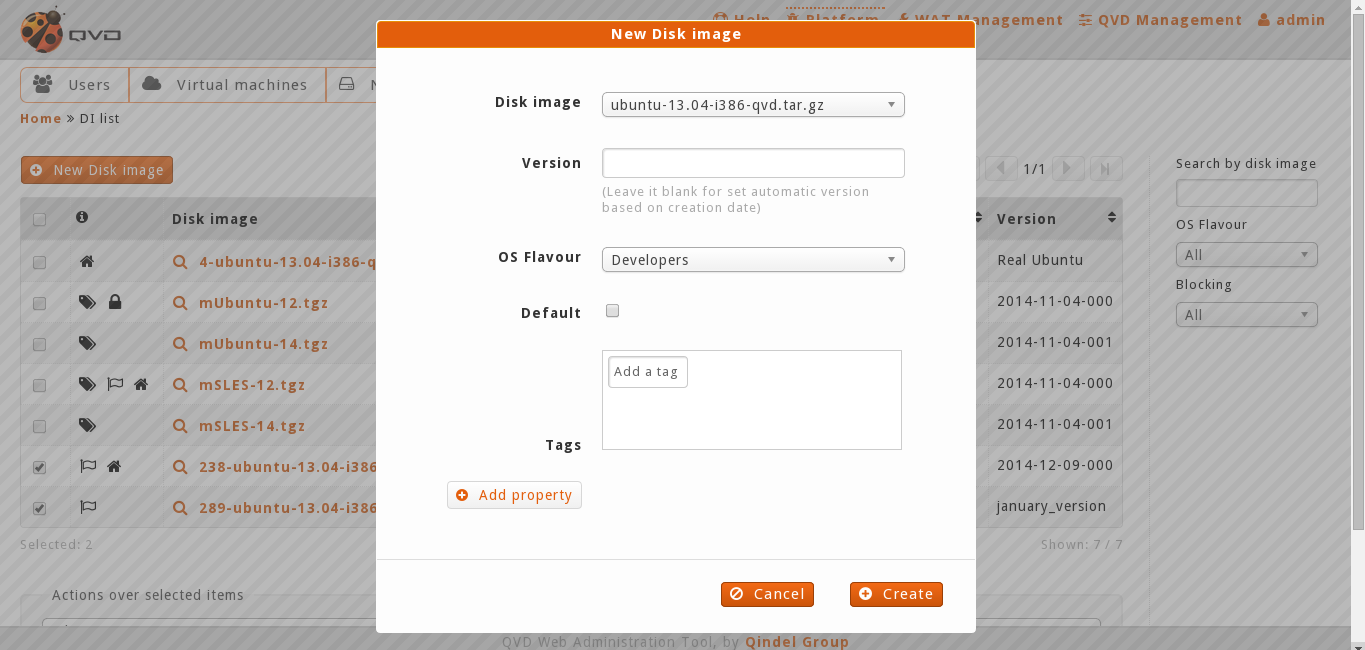 QVD
Help Platform WAT Management QVD Management admin
New Disk image
Users Virtual machines
Home » DI list
New Disk image
1/1
Search by disk image
Disk image
Version
OS Flavour
All
Blocking
All
4-ubuntu-13.04-i386-q
Real Ubuntu
mUbuntu-12.tgz
2014-11-04-000
mUbuntu-14.tgz
2014-11-04-001
mSLES-12.tgz
2014-11-04-000
mSLES-14.tgz
2014-11-04-001
238-ubuntu-13.04-i386
2014-12-09-000
289-ubuntu-13.04-i386
january_version
Selected: 2
Shown: 7 / 7
Actions over selected items
Disk image
ubuntu-13.04-i386-qvd.tar.gz
Version
(Leave it blank for set automatic version
based on creation date)
OS Flavour
Developers
Default
Add a tag
Tags
Add property
Cancel
Create
QVD Web Administration Tool, by Qindel Group